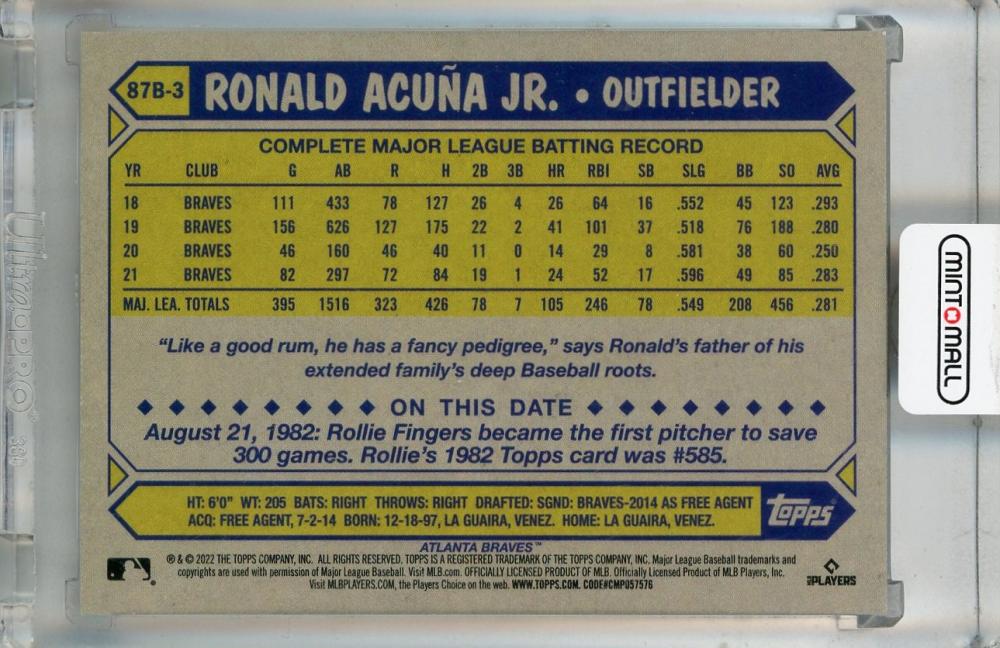 87B-3 RONALD ACUÑA JR. • OUTFIELDER
COMPLETE MAJOR LEAGUE BATTING RECORD
YR CLUB G AB R H 2B 3B HR RBI SB SLG BB SO AVG
18 BRAVES 111 433 78 127 26 4 26 64 16 .552 45 123 .293
19 BRAVES 156 626 127 175 22 2 41 101 37 .518 76 188 .280
20 BRAVES 46 160 46 40 11 0 14 29 8 .581 38 60 .250
21 BRAVES 82 297 72 84 19 1 24 52 17 .596 49 85 .283
MAJ. LEA. TOTALS 395 1516 323 426 78 7 105 246 78 .549 208 456 .281
“Like a good rum, he has a fancy pedigree,” says Ronald’s father of his
extended family’s deep Baseball roots.
ON THIS DATE
August 21, 1982: Rollie Fingers became the first pitcher to save
300 games. Rollie’s 1982 Topps card was #585.
HT: 6'0" WT: 205 BATS: RIGHT THROWS: RIGHT DRAFTED: SGND: BRAVES-2014 AS FREE AGENT
ACQ: FREE AGENT, 7-2-14 BORN: 12-18-97, LA GUAIRA, VENEZ. HOME: LA GUAIRA, VENEZ.
Topps
ATLANTA BRAVES™
® & © 2022 THE TOPPS COMPANY, INC. ALL RIGHTS RESERVED. TOPPS IS A REGISTERED TRADEMARK OF THE TOPPS COMPANY, INC. Major League Baseball trademarks and
copyrights are used with permission of Major League Baseball. Visit MLB.com. OFFICIALLY LICENSED PRODUCT OF MLB. Officially Licensed Product of MLB Players, Inc.
Visit MLBPLAYERS.COM, the Players Choice on the web. WWW.TOPPS.COM. CODE#CMP057576
PLAYERS
MINT MALL
UltraPRO